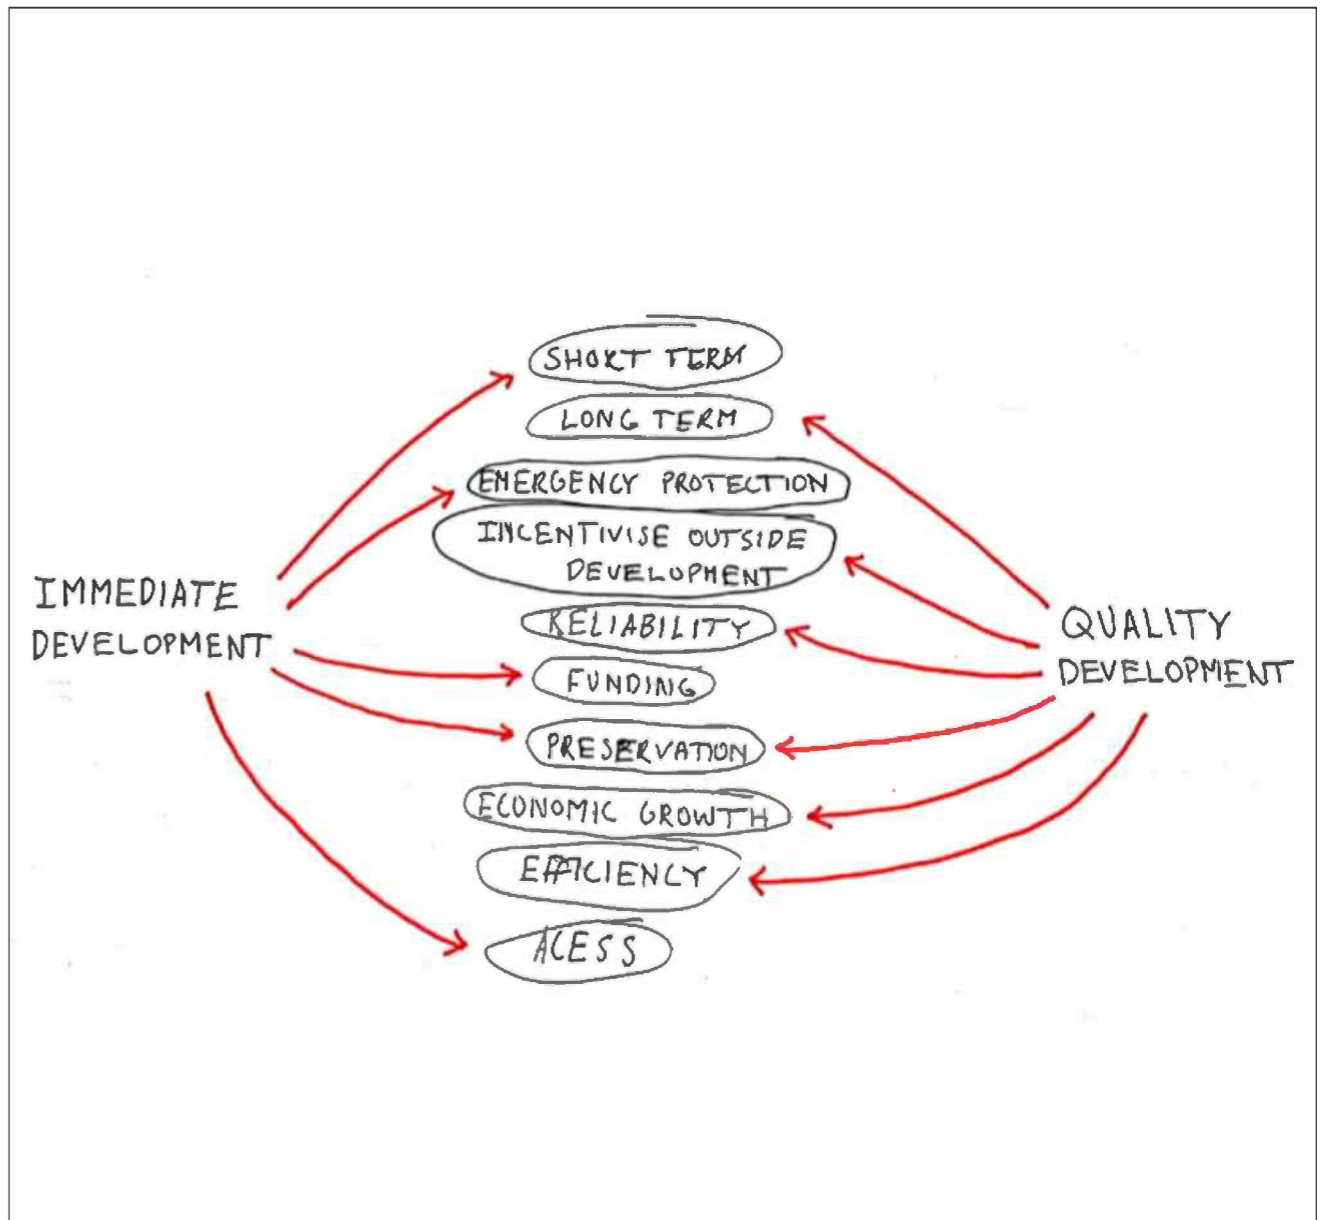 SHORT TERM
LONG TERM
EMERGENCY PROTECTION
INCENTIVISE OUTSIDE
DEVELOPMENT
IMMEDIATE
DEVELOPMENT
RELIABILITY
QUALITY
DEVELOPMENT
FUNDING
PRESERVATION
ECONOMIC GROWTH
EFFICIENCY
ACESS